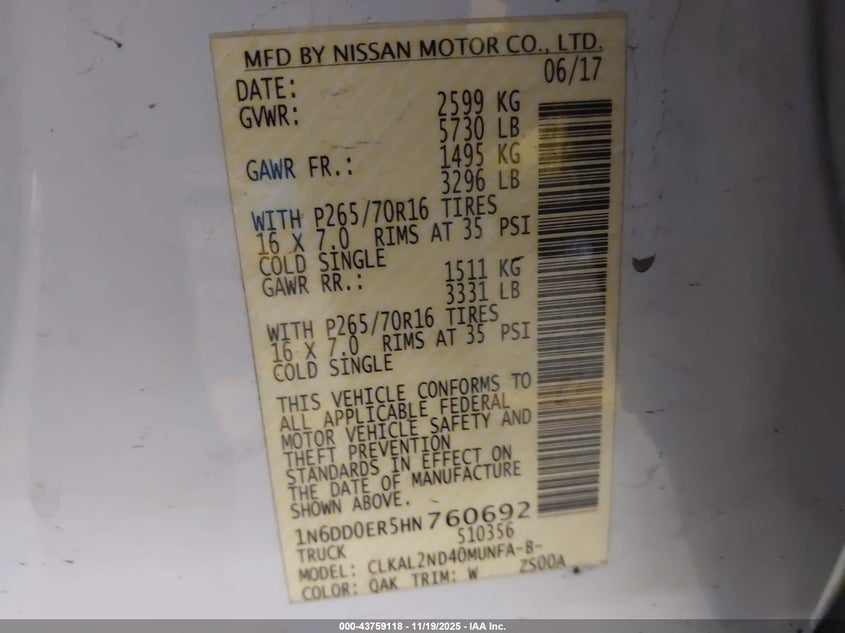 MFD BY NISSAN MOTOR CO., LTD.
DATE: 06/17
GVWR: 2599 KG
5730 LB
GAWR FR.: 1495 KG
3296 LB
WITH P265/70R16 TIRES
16 X 7.0 RIMS AT 35 PSI
COLD SINGLE
GAWR RR.: 1511 KG
3331 LB
WITH P265/70R16 TIRES
16 X 7.0 RIMS AT 35 PSI
COLD SINGLE
THIS VEHICLE CONFORMS TO
ALL APPLICABLE FEDERAL
MOTOR VEHICLE SAFETY AND
THEFT PREVENTION
STANDARDS IN EFFECT ON
THE DATE OF MANUFACTURE
SHOWN ABOVE.
1N6DD0ER5HN760692
TRUCK 510356
MODEL: CLKAL2ND40MUNFA-B-
COLOR: QAK TRIM: W ZS00A
000-43759118 - 11/19/2025 - IAA Inc.